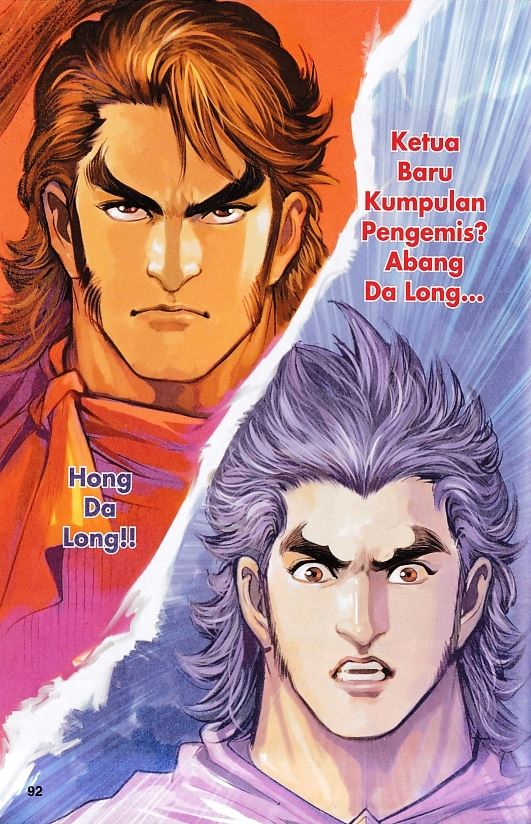 Ketua
Baru
Kumpulan
Pengemis?
Abang
Da Long...
Hong
Da
Long!!
92